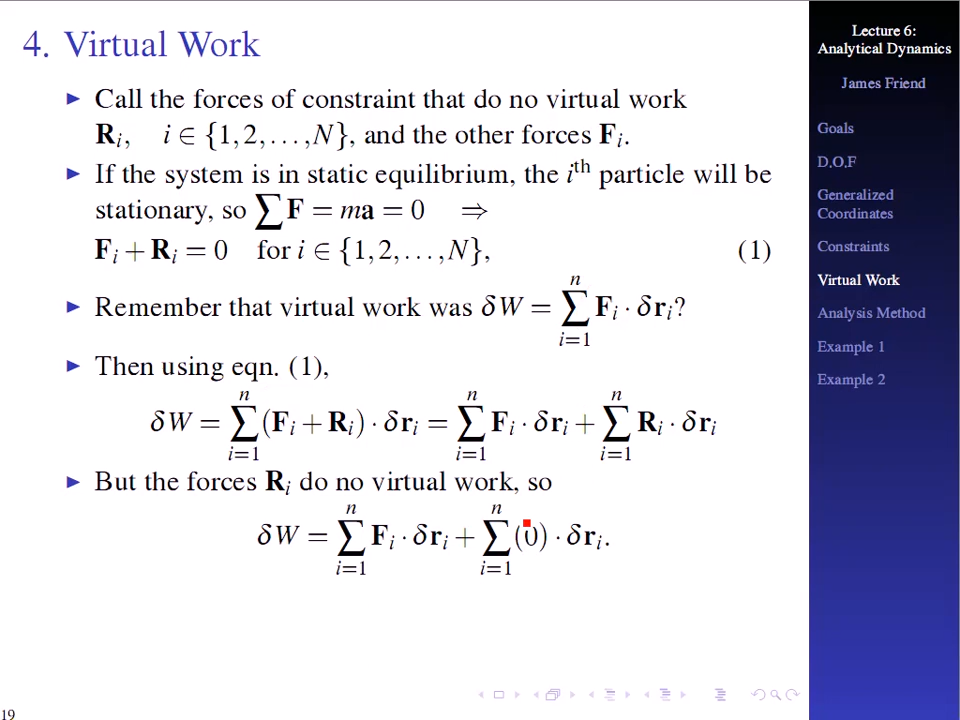 4. Virtual Work
▶ Call the forces of constraint that do no virtual work
R_i, i ∈ {1,2,...,N}, and the other forces F_i.
▶ If the system is in static equilibrium, the i^th particle will be
stationary, so ∑F = ma = 0 ⇒
F_i + R_i = 0 for i ∈ {1,2,...,N}, (1)
▶ Remember that virtual work was δW = ∑_{i=1}^{n} F_i · δr_i?
▶ Then using eqn. (1),
δW = ∑_{i=1}^{n} (F_i + R_i) · δr_i = ∑_{i=1}^{n} F_i · δr_i + ∑_{i=1}^{n} R_i · δr_i
▶ But the forces R_i do no virtual work, so
δW = ∑_{i=1}^{n} F_i · δr_i + ∑_{i=1}^{n} (0) · δr_i.
19
Lecture 6:
Analytical Dynamics
James Friend
Goals
D.O.F
Generalized
Coordinates
Constraints
Virtual Work
Analysis Method
Example 1
Example 2